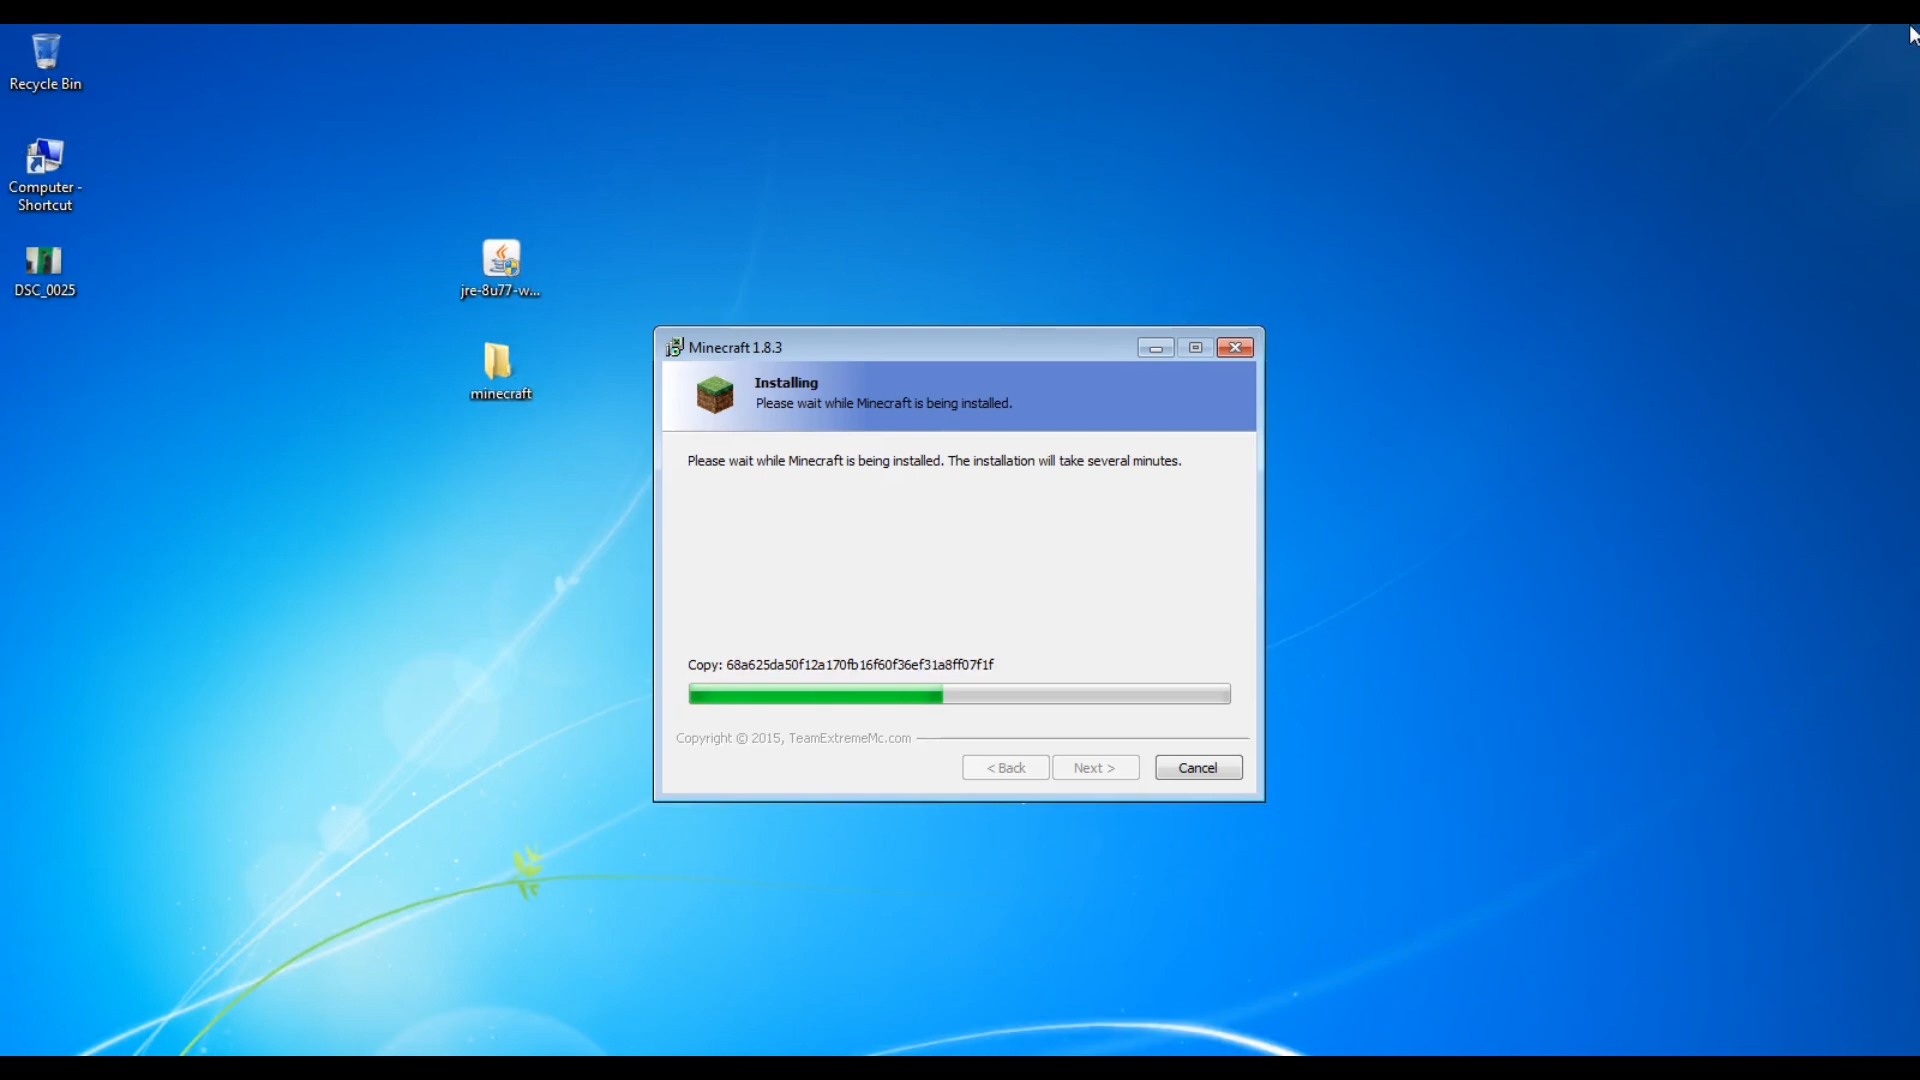 Recycle Bin
Computer -
Shortcut
DSC_0025
jre-8u77-w...
minecraft
Minecraft 1.8.3
Installing
Please wait while Minecraft is being installed.
Please wait while Minecraft is being installed. The installation will take several minutes.
Copy: 68a625da50f12a170fb16f60f36ef31a8ff07f1f
Copyright © 2015, TeamExtremeMc.com
< Back
Next >
Cancel